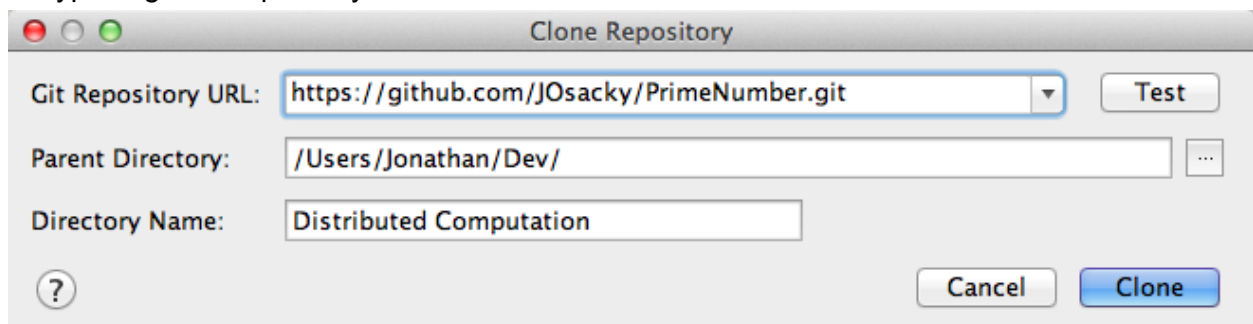 Clone Repository
Git Repository URL: https://github.com/JOsacky/PrimeNumber.git Test
Parent Directory: /Users/Jonathan/Dev/ ...
Directory Name: Distributed Computation
? Cancel Clone